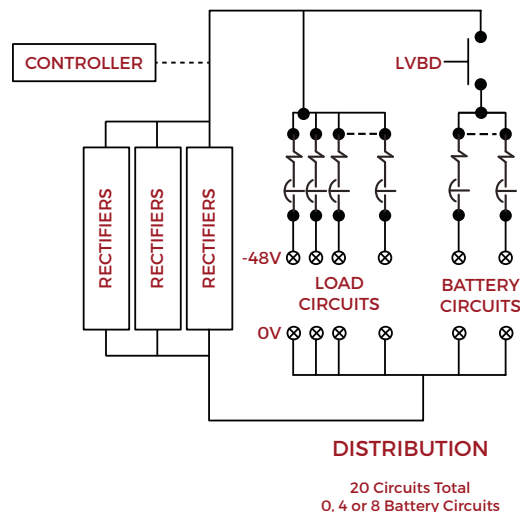 CONTROLLER
LVBD
RECTIFIERS
RECTIFIERS
RECTIFIERS
-48V
LOAD
CIRCUITS
BATTERY
CIRCUITS
0V
DISTRIBUTION
20 Circuits Total
0, 4 or 8 Battery Circuits